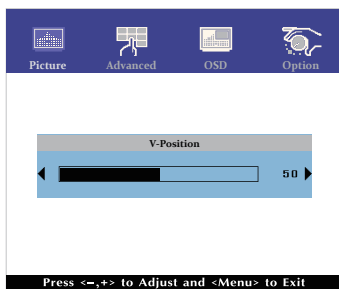 Picture Advanced OSD Option
V-Position
50
Press <–,+> to Adjust and <Menu> to Exit